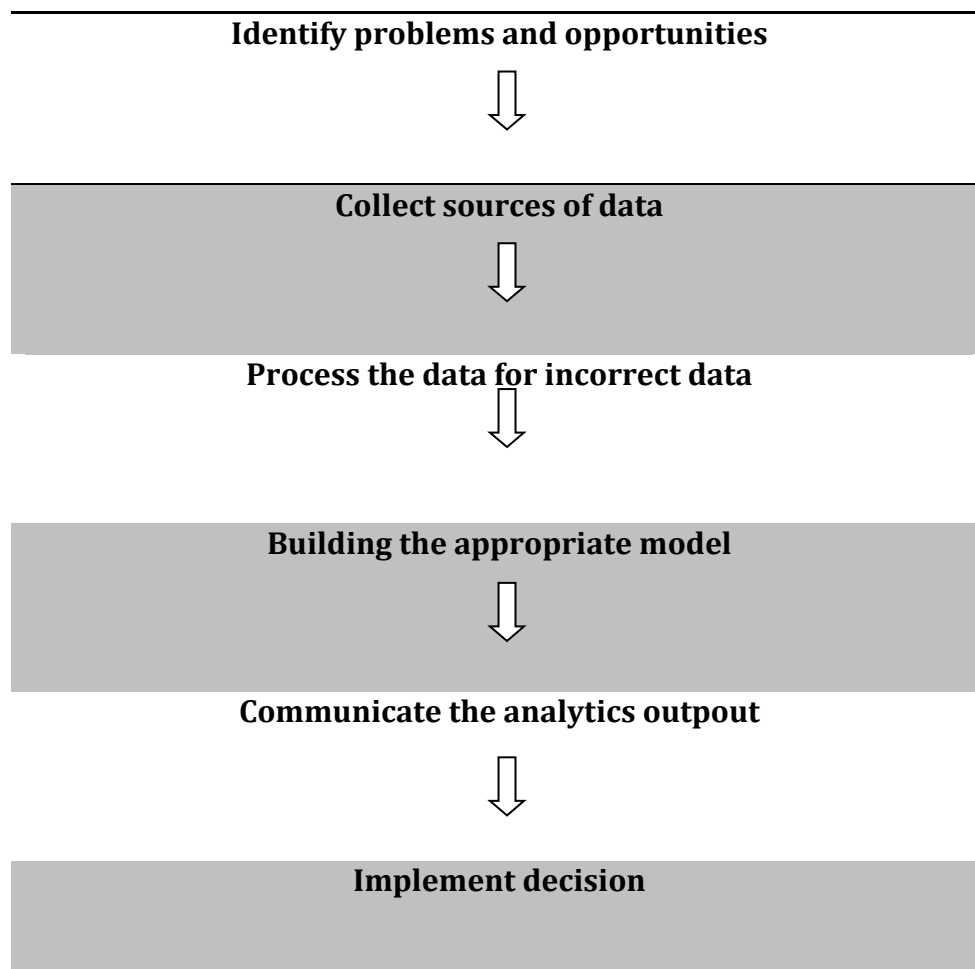 Identify problems and opportunities
Collect sources of data
Process the data for incorrect data
Building the appropriate model
Communicate the analytics outpout
Implement decision